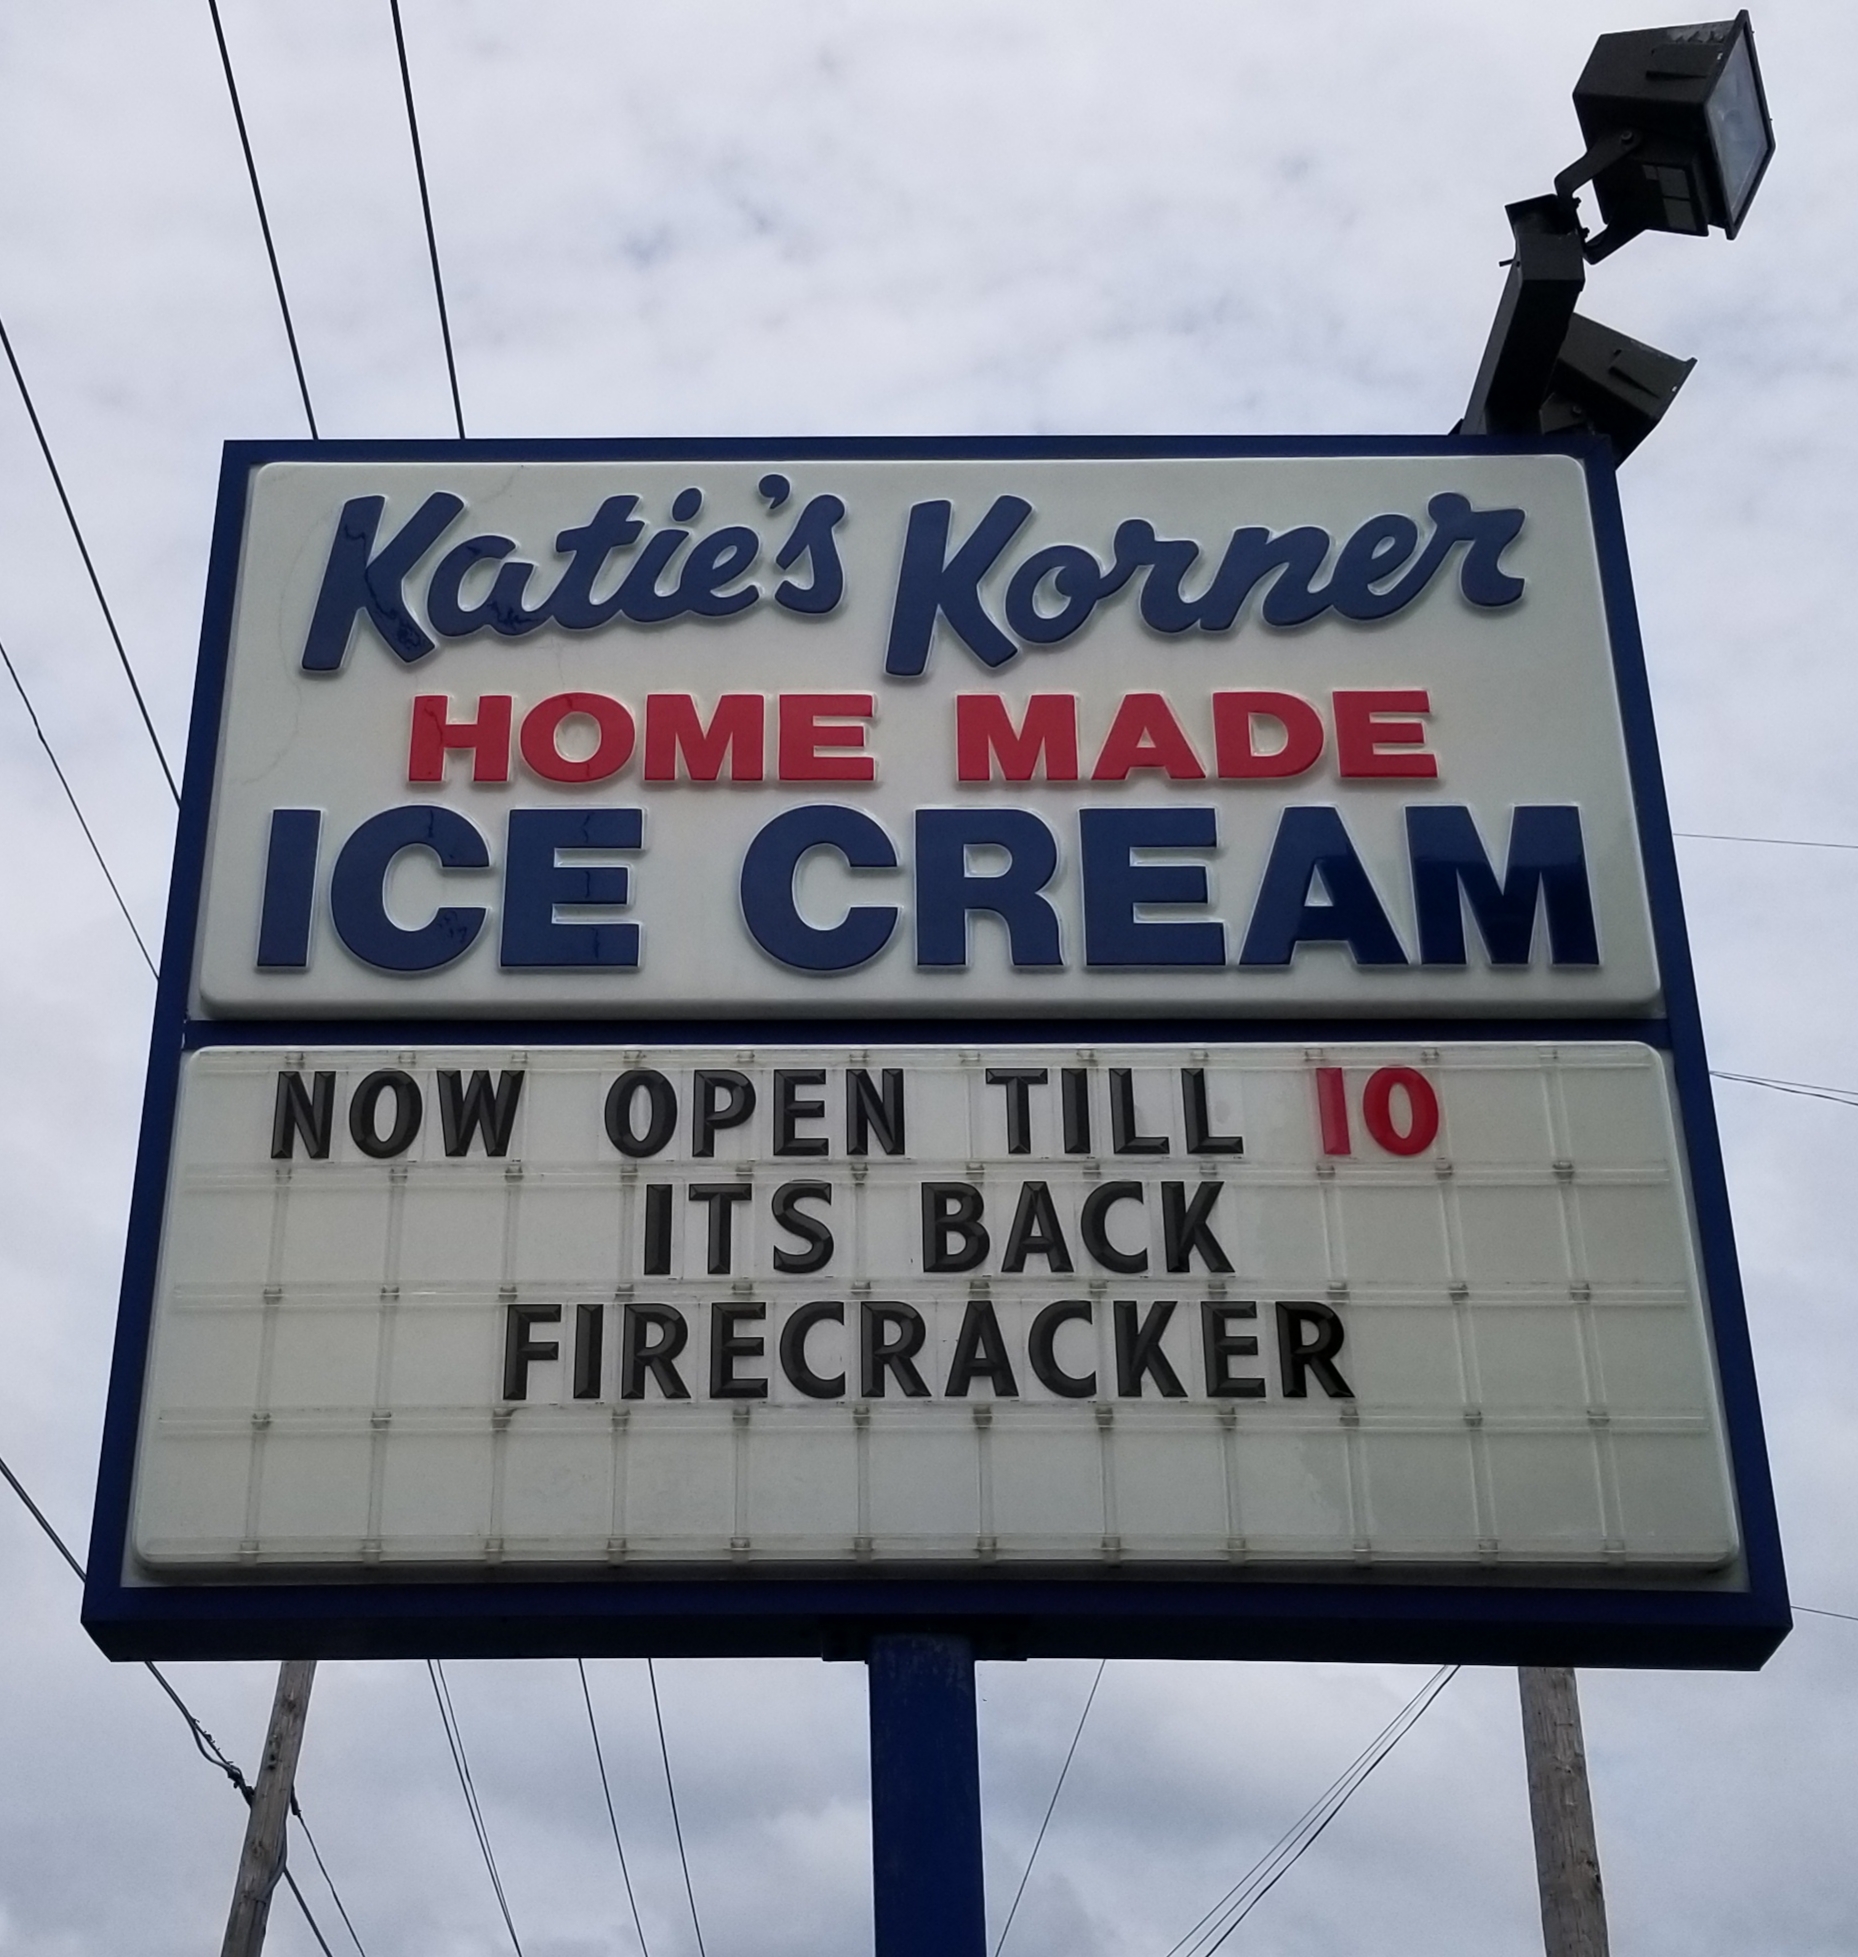 Katie's Korner
HOME MADE
ICE CREAM
NOW OPEN TILL 10
ITS BACK
FIRECRACKER